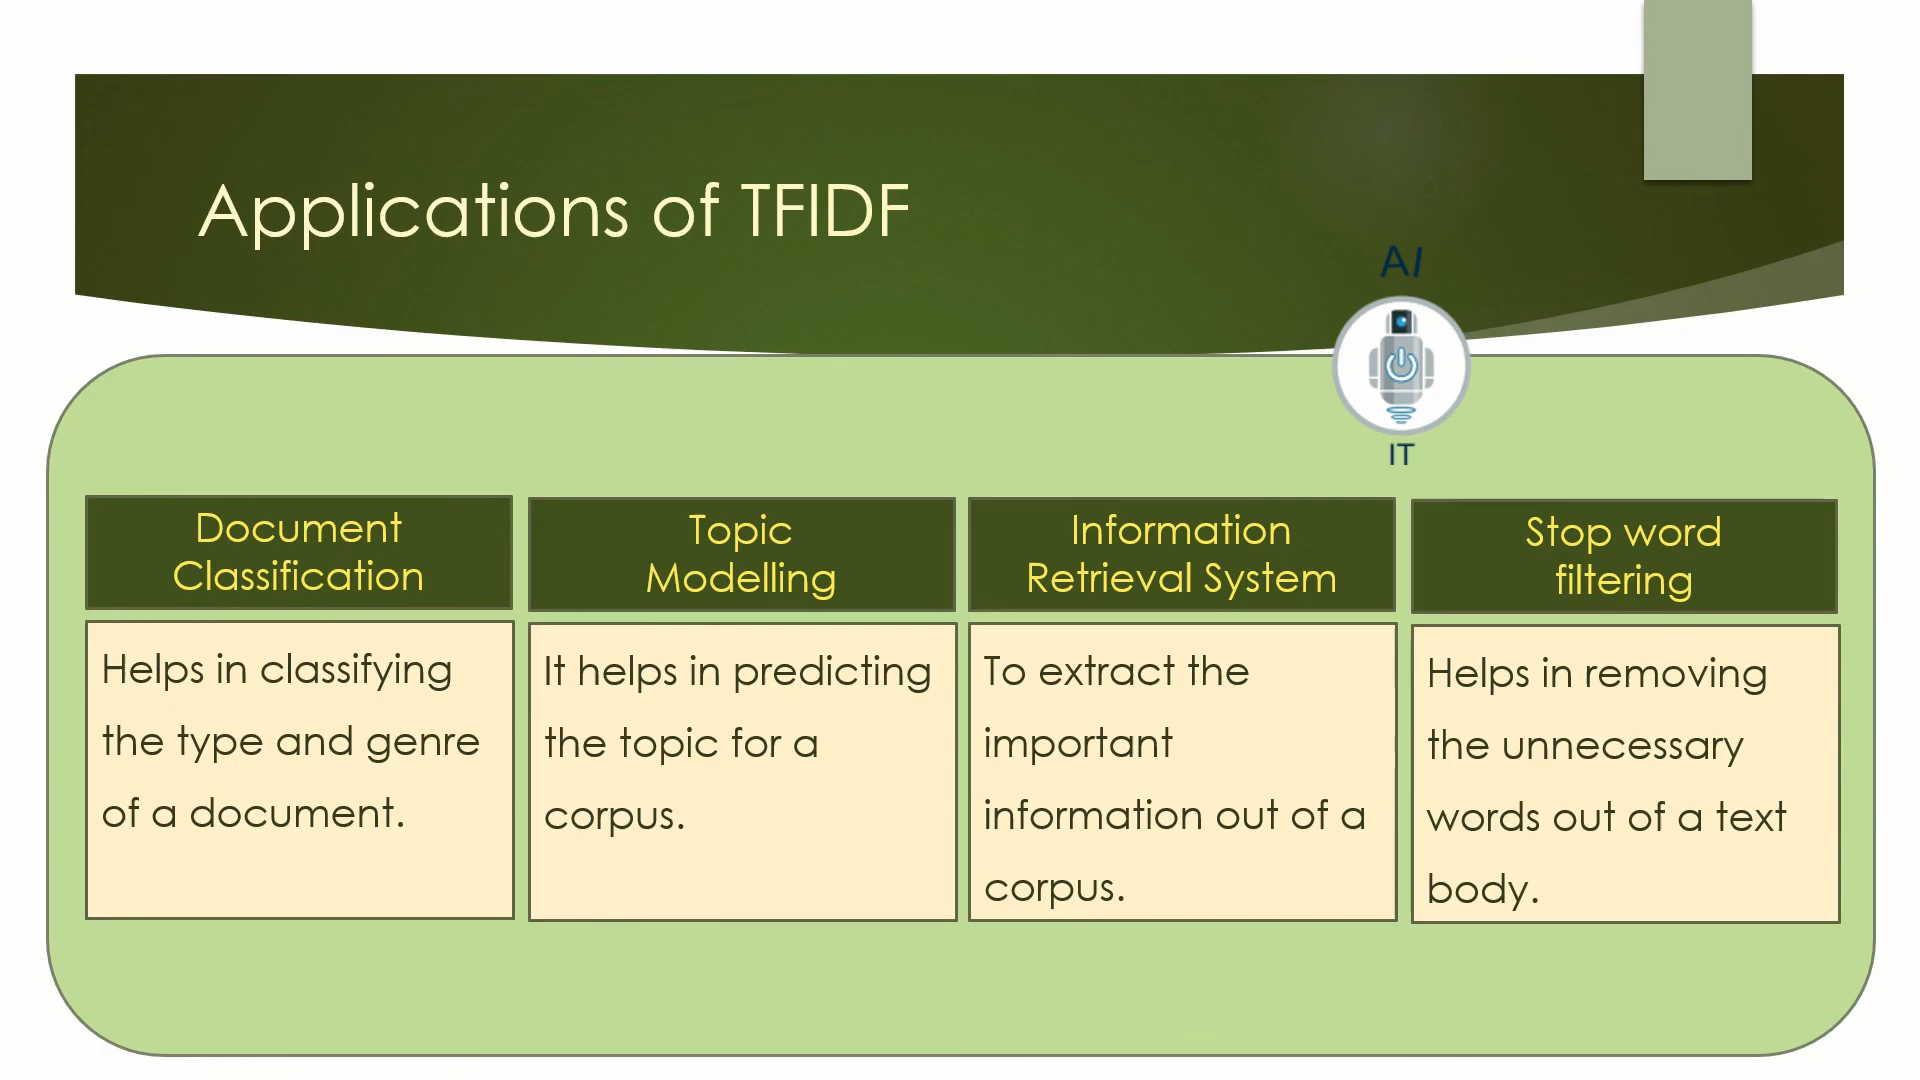 Applications of TFIDF
AI
IT
Document
Classification
Helps in classifying
the type and genre
of a document.
Topic
Modelling
It helps in predicting
the topic for a
corpus.
Information
Retrieval System
To extract the
important
information out of a
corpus.
Stop word
filtering
Helps in removing
the unnecessary
words out of a text
body.